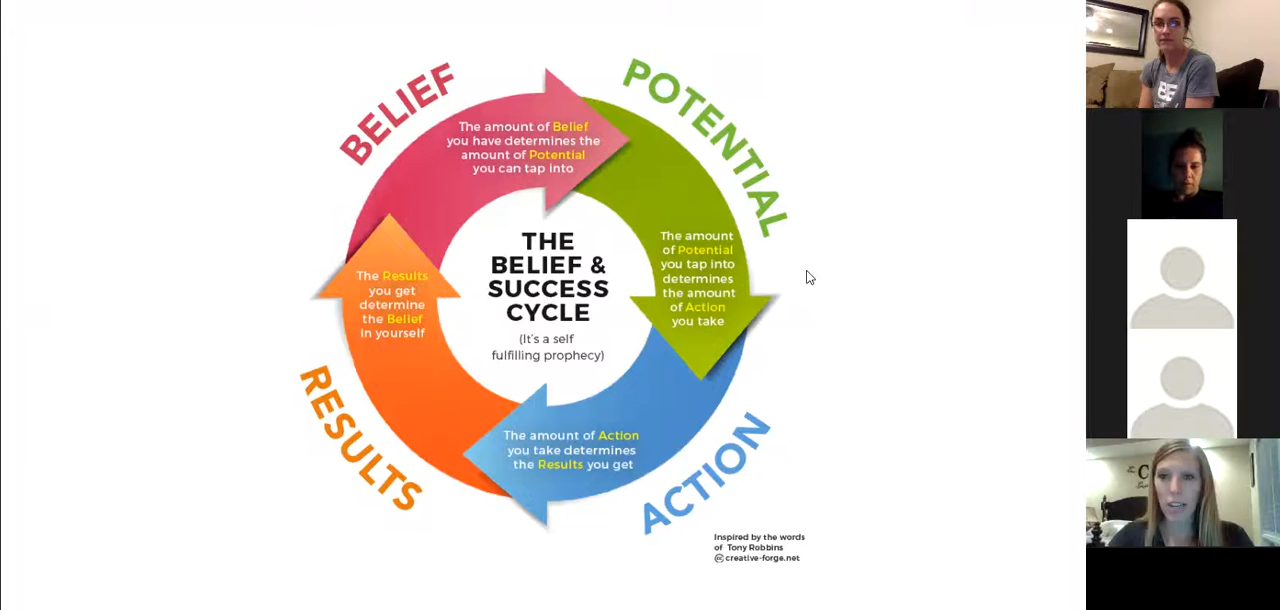 BELIEF
POTENTIAL
The amount of Belief
you have determines the
amount of Potential
you can tap into
The amount
of Potential
you tap into
determines
the amount
of Action
you take
THE
BELIEF &
SUCCESS
CYCLE
(It's a self
fulfilling prophecy)
The Results
you get
determine
the Belief
in yourself
The amount of Action
you take determines
the Results you get
RESULTS
ACTION
Inspired by the words
of Tony Robbins
@ creative-forge.net
BE
C